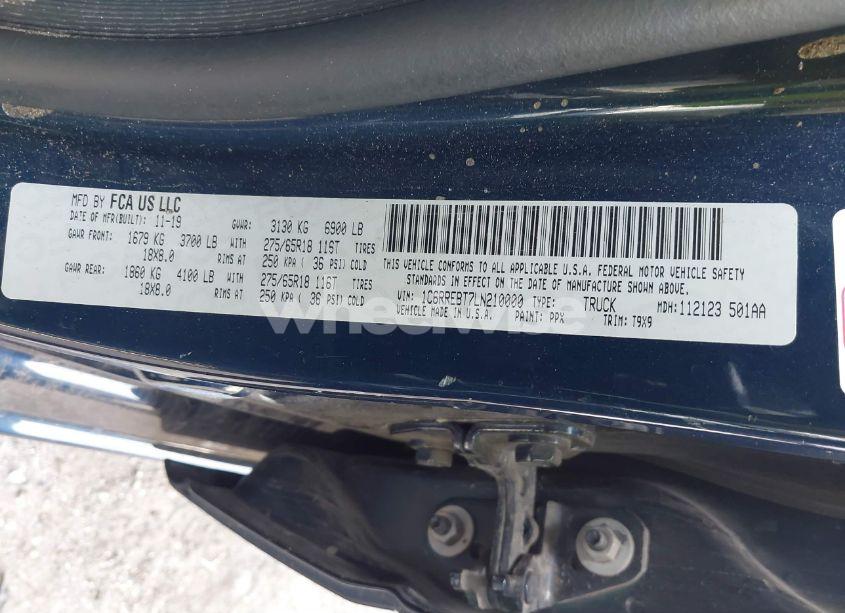 MFD BY FCA US LLC
DATE OF MFR(BUILT): 11-19 GVWR: 3130 KG 6900 LB
GAWR FRONT: 1679 KG 3700 LB WITH 275/65R18 116T TIRES
18X8.0 RIMS AT 250 KPA ( 36 PSI) COLD
GAWR REAR: 1860 KG 4100 LB WITH 275/65R18 116T TIRES
18X8.0 RIMS AT 250 KPA ( 36 PSI) COLD
THIS VEHICLE CONFORMS TO ALL APPLICABLE U.S.A. FEDERAL MOTOR VEHICLE SAFETY
STANDARDS IN EFFECT ON THE DATE OF MANUFACTURE SHOWN ABOVE.
VIN: 1C6RREBT7LN210000 TYPE: TRUCK MDH: 112123 501AA
VEHICLE MADE IN U.S.A. PAINT: PPX TRIM: T9X9
wheelwise